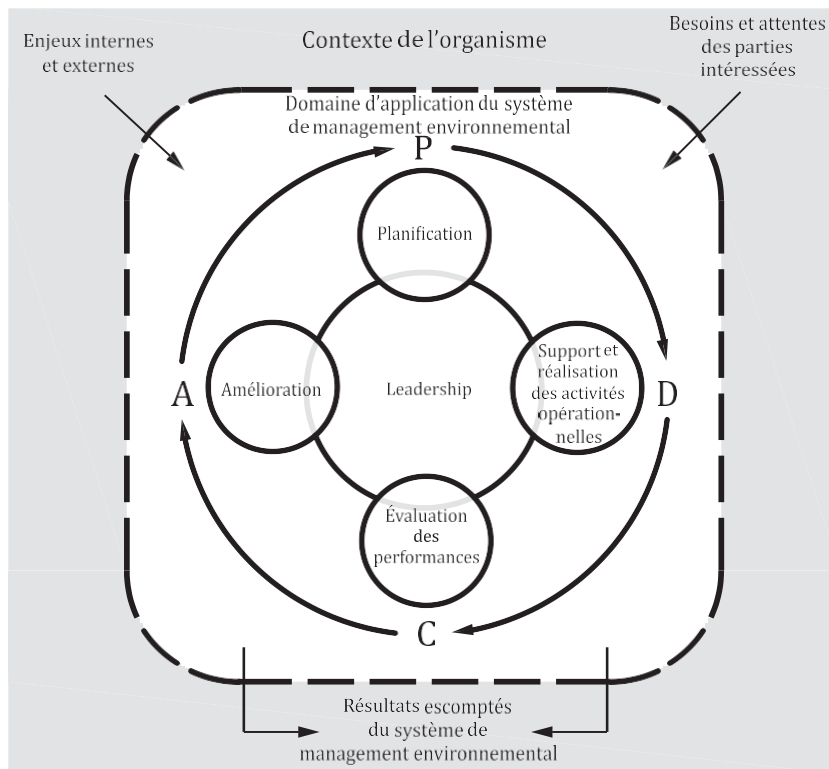 Enjeux internes
et externes
Contexte de l'organisme
Besoins et attentes
des parties
intéressées
Domaine d'application du système
de management environnemental
P
Planification
A
Amélioration
Leadership
Support et
réalisation
des activités
opération-
nelles
D
Évaluation
des
performances
C
Résultats escomptés
du système de
management environnemental